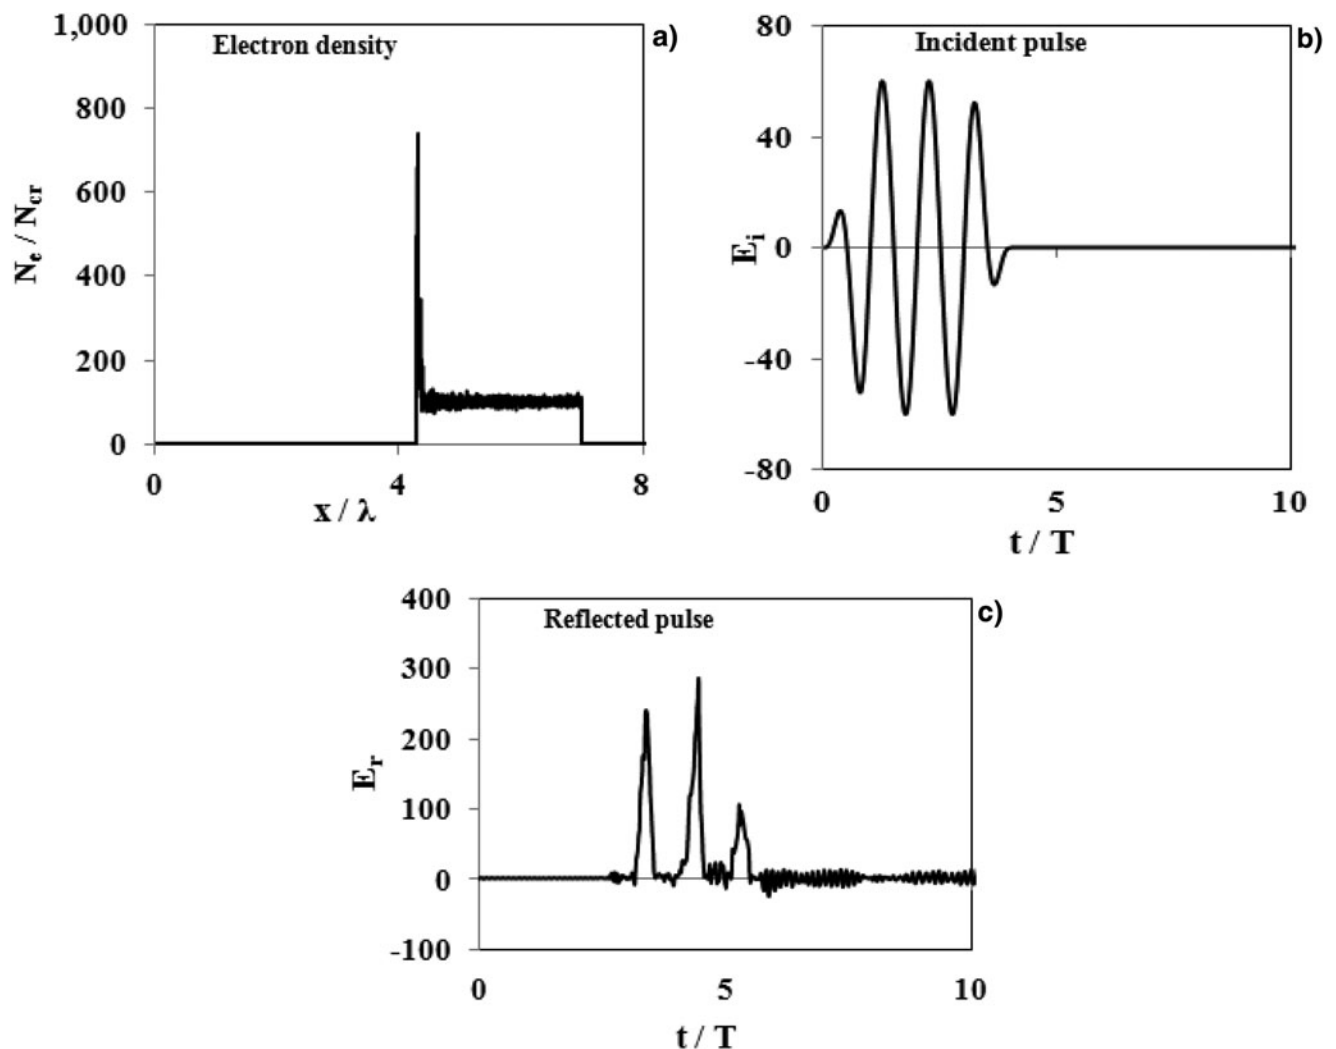 a)
Electron density
1,000
800
600
400
200
0
N_e / N_cr
0 4 8
x / λ
b)
Incident pulse
80
40
0
-40
-80
E_i
0 5 10
t / T
c)
Reflected pulse
400
300
200
100
0
-100
E_r
0 5 10
t / T